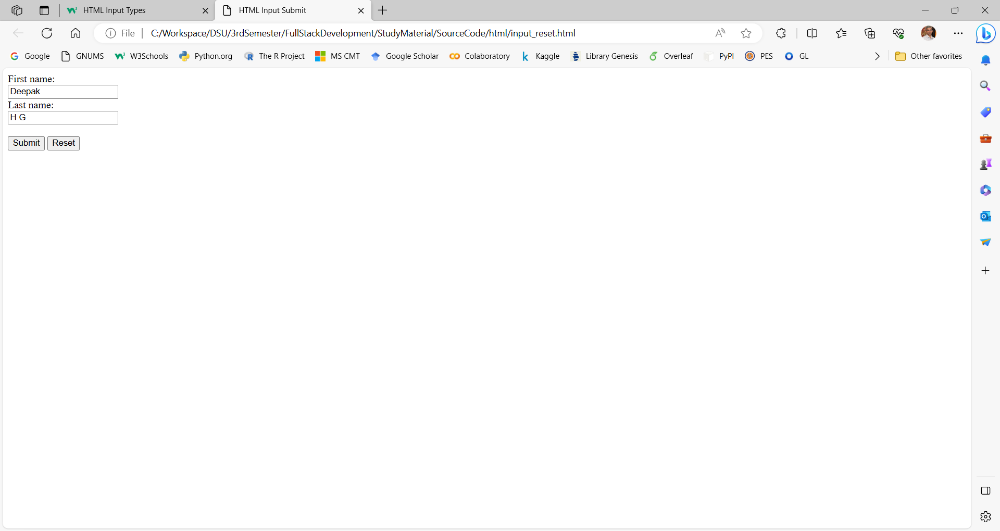 HTML Input Types
HTML Input Submit
File
C:/Workspace/DSU/3rdSemester/FullStackDevelopment/StudyMaterial/SourceCode/html/input_reset.html
Google GNUMS W3Schools Python.org The R Project MS CMT Google Scholar Colaboratory Kaggle Library Genesis Overleaf PyPI PES GL Other favorites
First name:
Deepak
Last name:
H G
Submit Reset